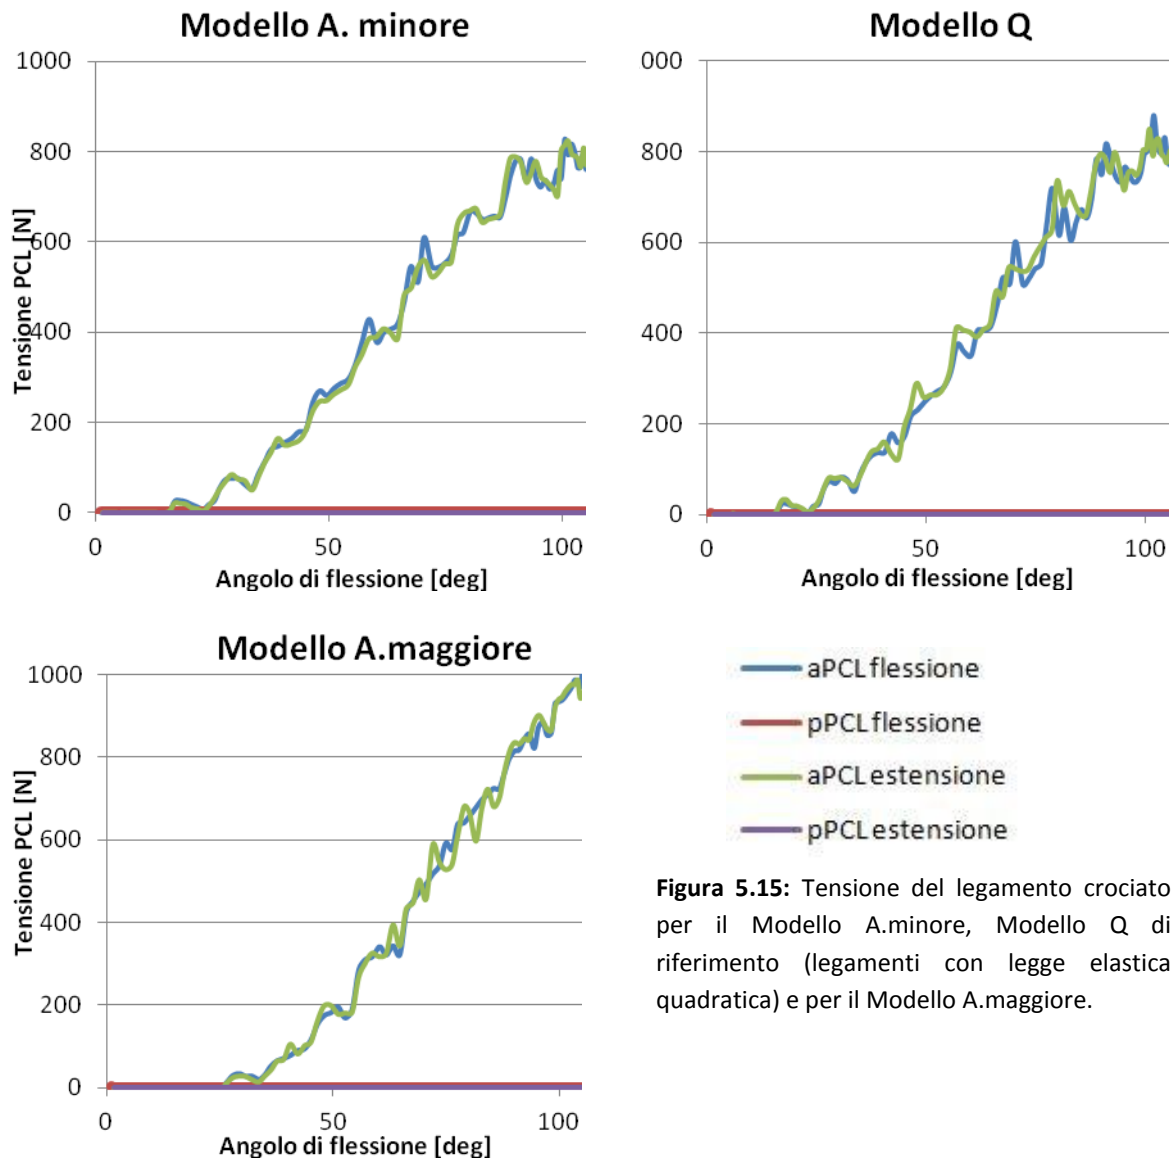 Modello A. minore
1000
800
600
400
200
0
Tensione PCL [N]
0 50 100
Angolo di flessione [deg]
Modello Q
000
800
600
400
200
0
0 50 100
Angolo di flessione [deg]
Modello A.maggiore
1000
800
600
400
200
0
Tensione PCL [N]
0 50 100
Angolo di flessione [deg]
aPCL flessione
pPCL flessione
aPCL estensione
pPCL estensione
Figura 5.15: Tensione del legamento crociato
per il Modello A.minore, Modello Q di
riferimento (legamenti con legge elastica
quadratica) e per il Modello A.maggiore.